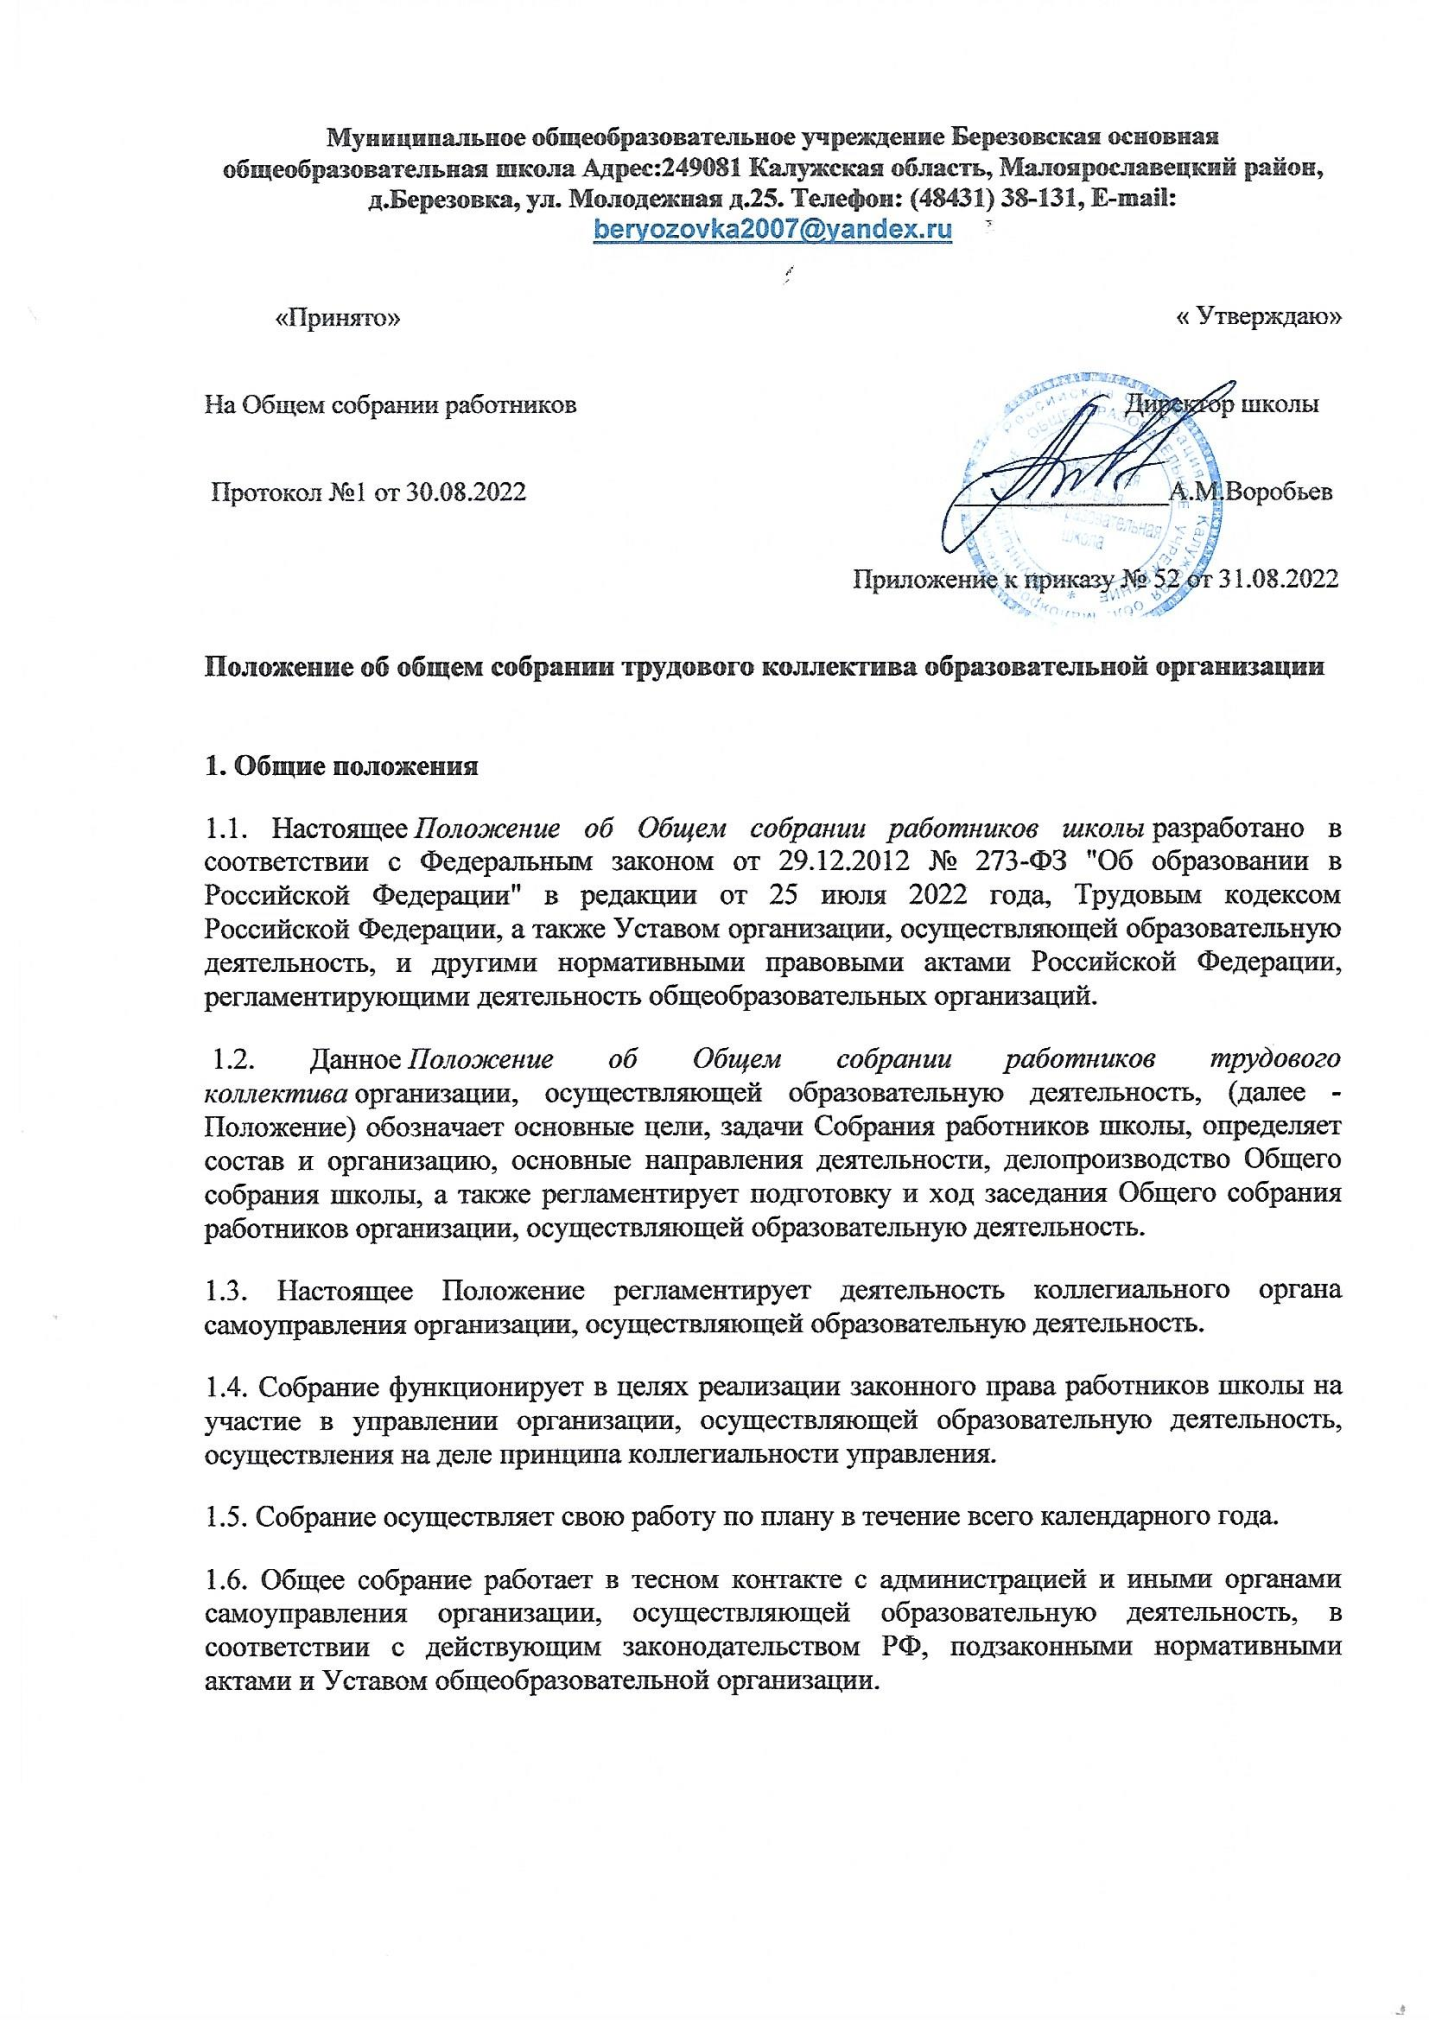 Муниципальное общеобразовательное учреждение Березовская основная
общеобразовательная школа Адрес:249081 Калужская область, Малоярославецкий район,
д.Березовка, ул. Молодежная д.25. Телефон: (48431) 38-131, E-mail:
beryozovka2007@yandex.ru
«Принято» « Утверждаю»
На Общем собрании работников Директор школы
Протокол №1 от 30.08.2022 А.М.Воробьев
Приложение к приказу № 52 от 31.08.2022
Положение об общем собрании трудового коллектива образовательной организации
1. Общие положения
1.1. Настоящее Положение об Общем собрании работников школы разработано в
соответствии с Федеральным законом от 29.12.2012 № 273-ФЗ "Об образовании в
Российской Федерации" в редакции от 25 июля 2022 года, Трудовым кодексом
Российской Федерации, а также Уставом организации, осуществляющей образовательную
деятельность, и другими нормативными правовыми актами Российской Федерации,
регламентирующими деятельность общеобразовательных организаций.
1.2. Данное Положение об Общем собрании работников трудового
коллектива организации, осуществляющей образовательную деятельность, (далее -
Положение) обозначает основные цели, задачи Собрания работников школы, определяет
состав и организацию, основные направления деятельности, делопроизводство Общего
собрания школы, а также регламентирует подготовку и ход заседания Общего собрания
работников организации, осуществляющей образовательную деятельность.
1.3. Настоящее Положение регламентирует деятельность коллегиального органа
самоуправления организации, осуществляющей образовательную деятельность.
1.4. Собрание функционирует в целях реализации законного права работников школы на
участие в управлении организации, осуществляющей образовательную деятельность,
осуществления на деле принципа коллегиальности управления.
1.5. Собрание осуществляет свою работу по плану в течение всего календарного года.
1.6. Общее собрание работает в тесном контакте с администрацией и иными органами
самоуправления организации, осуществляющей образовательную деятельность, в
соответствии с действующим законодательством РФ, подзаконными нормативными
актами и Уставом общеобразовательной организации.